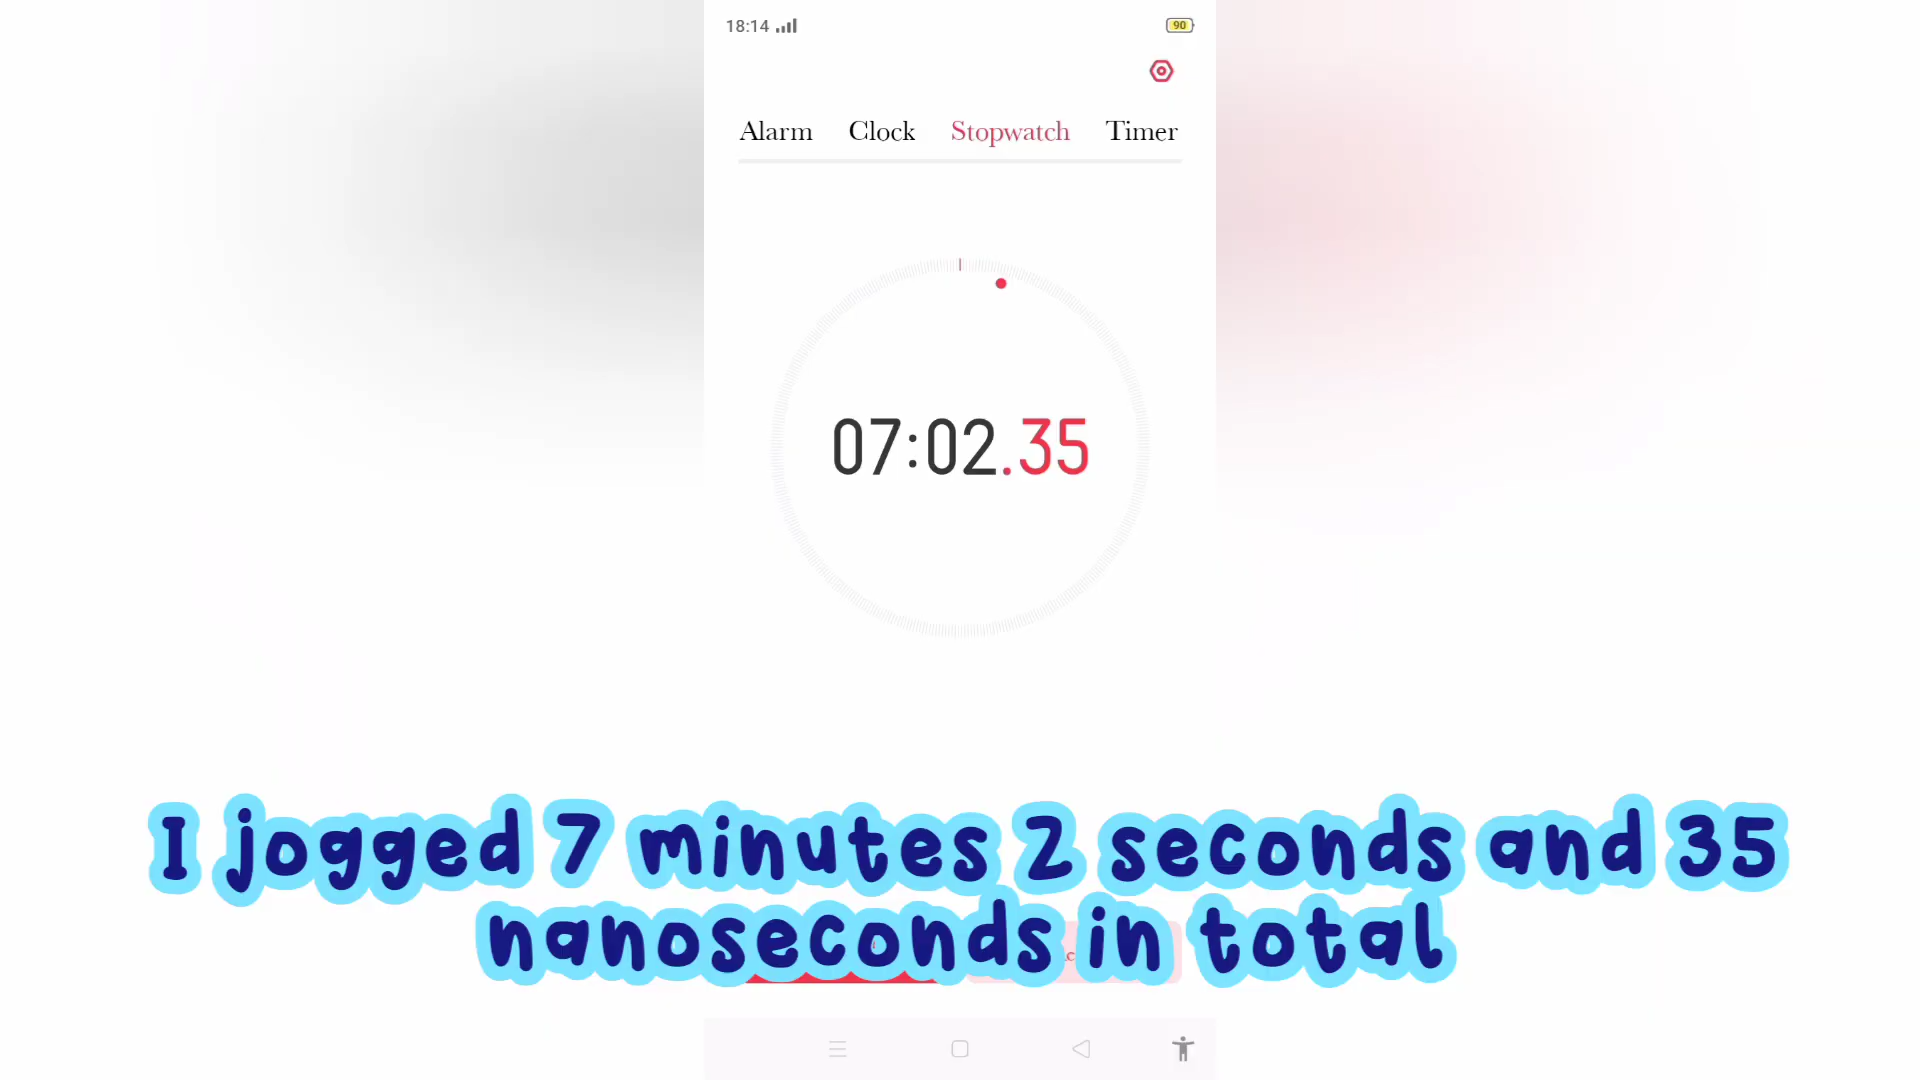 18:14
90
Alarm Clock Stopwatch Timer
07:02.35
I jogged 7 minutes 2 seconds and 35
nanoseconds in total